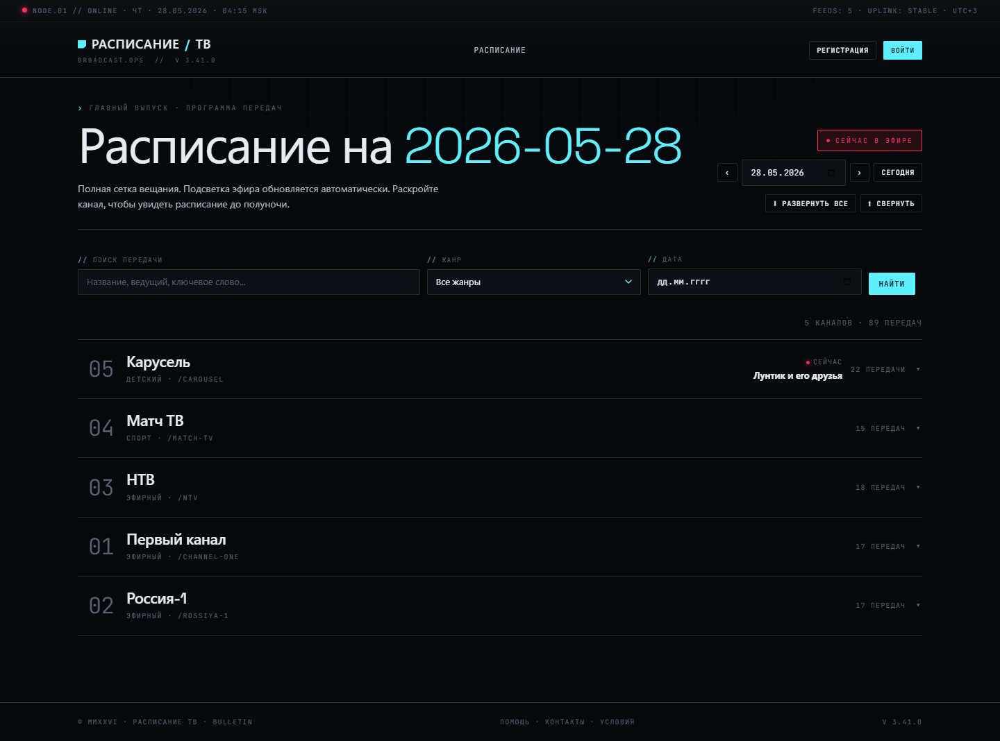 NODE.01 // ONLINE · ЧТ · 28.05.2026 · 04:15 MSK
FEEDS: 5 · UPLINK: STABLE · UTC+3
РАСПИСАНИЕ / ТВ
BROADCAST.OPS // V 3.41.0
РАСПИСАНИЕ
РЕГИСТРАЦИЯ
ВОЙТИ
› ГЛАВНЫЙ ВЫПУСК · ПРОГРАММА ПЕРЕДАЧ
Расписание на 2026-05-28
Полная сетка вещания. Подсветка эфира обновляется автоматически. Раскройте
канал, чтобы увидеть расписание до полуночи.
СЕЙЧАС В ЭФИРЕ
‹ 28.05.2026 › СЕГОДНЯ
⬇ РАЗВЕРНУТЬ ВСЕ
⬆ СВЕРНУТЬ
// ПОИСК ПЕРЕДАЧИ
Название, ведущий, ключевое слово...
// ЖАНР
Все жанры
// ДАТА
дд.мм.гггг
НАЙТИ
5 КАНАЛОВ · 89 ПЕРЕДАЧ
05
Карусель
ДЕТСКИЙ · /CAROUSEL
СЕЙЧАС
Лунтик и его друзья
22 ПЕРЕДАЧИ ▾
04
Матч ТВ
СПОРТ · /MATCH-TV
15 ПЕРЕДАЧ ▾
03
НТВ
ЭФИРНЫЙ · /NTV
18 ПЕРЕДАЧ ▾
01
Первый канал
ЭФИРНЫЙ · /CHANNEL-ONE
17 ПЕРЕДАЧ ▾
02
Россия-1
ЭФИРНЫЙ · /ROSSIYA-1
17 ПЕРЕДАЧ ▾
© MMXXVI · РАСПИСАНИЕ ТВ · BULLETIN
ПОМОЩЬ · КОНТАКТЫ · УСЛОВИЯ
V 3.41.0